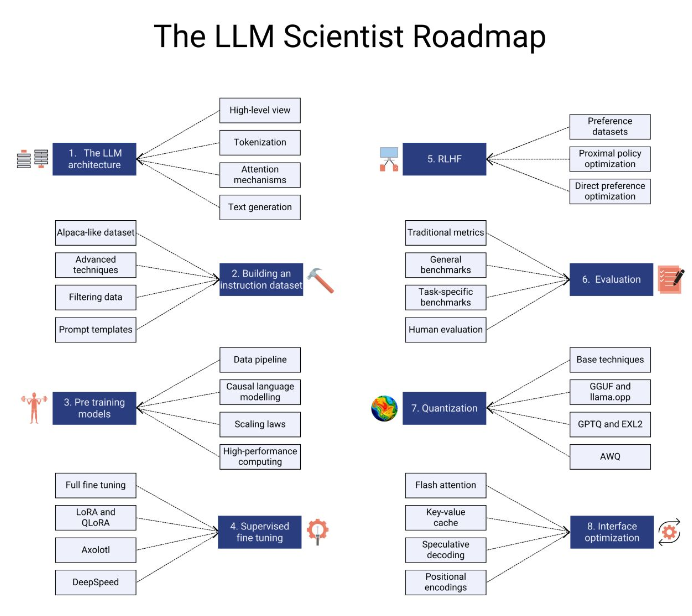 The LLM Scientist Roadmap
1. The LLM
architecture
High-level view
Tokenization
Attention
mechanisms
Text generation
Alpaca-like dataset
Advanced
techniques
Filtering data
Prompt templates
2. Building an
instruction dataset
3. Pre training
models
Data pipeline
Causal language
modelling
Scaling laws
High-performance
computing
Full fine tuning
LoRA and
QLoRA
Axolotl
DeepSpeed
4. Supervised
fine tuning
5. RLHF
Preference
datasets
Proximal policy
optimization
Direct preference
optimization
Traditional metrics
General
benchmarks
Task-specific
benchmarks
Human evaluation
6. Evaluation
7. Quantization
Base techniques
GGUF and
llama.opp
GPTQ and EXL2
AWQ
Flash attention
Key-value
cache
Speculative
decoding
Positional
encodings
8. Interface
optimization